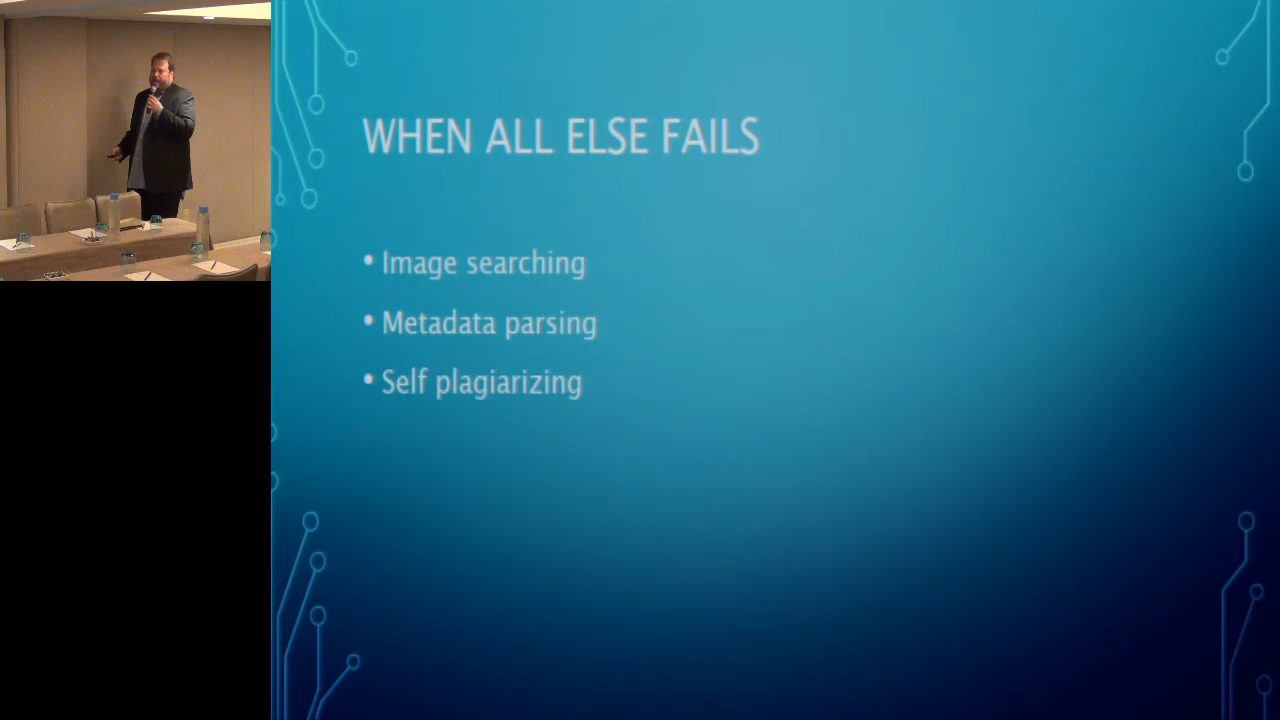 WHEN ALL ELSE FAILS
• Image searching
• Metadata parsing
• Self plagiarizing